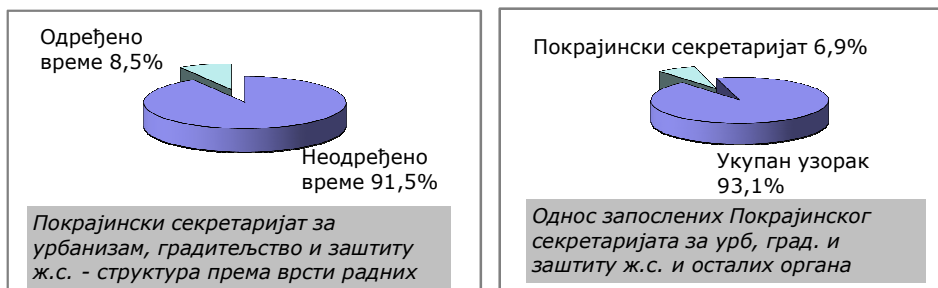 Одређено
време 8,5%
Неодређено
време 91,5%
Покрајински секретаријат за
урбанизам, градитељство и заштиту
ж.с. - структура према врсти радних
Покрајински секретаријат 6,9%
Укупан узорак
93,1%
Однос запослених Покрајинског
секретаријата за урб, град. и
заштиту ж.с. и осталих органа